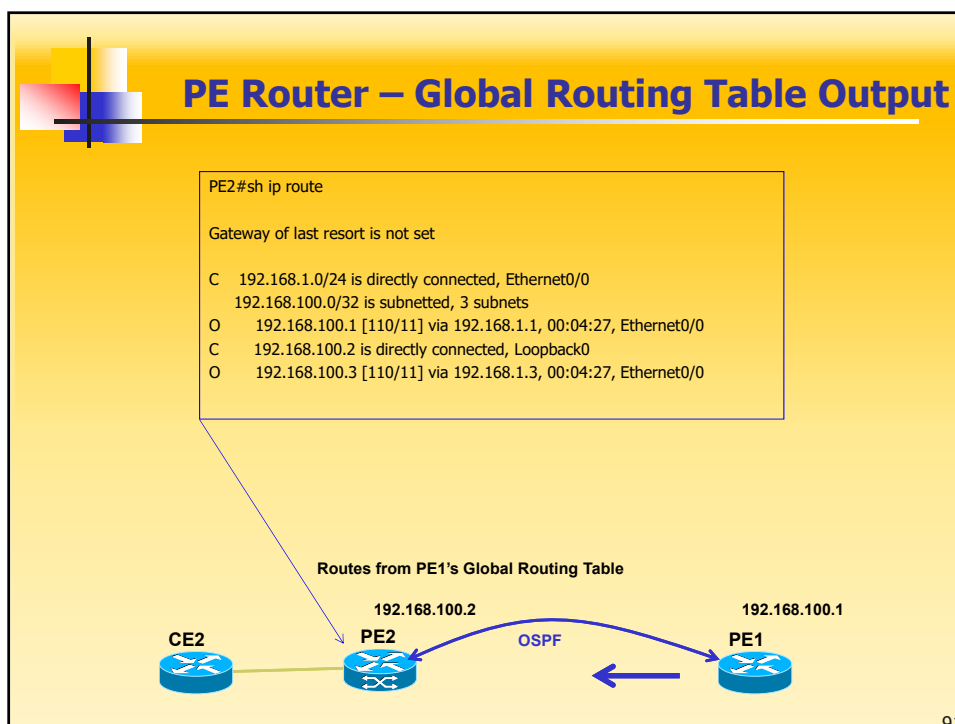 PE Router – Global Routing Table Output
PE2#sh ip route
Gateway of last resort is not set
C 192.168.1.0/24 is directly connected, Ethernet0/0
192.168.100.0/32 is subnetted, 3 subnets
O 192.168.100.1 [110/11] via 192.168.1.1, 00:04:27, Ethernet0/0
C 192.168.100.2 is directly connected, Loopback0
O 192.168.100.3 [110/11] via 192.168.1.3, 00:04:27, Ethernet0/0
Routes from PE1's Global Routing Table
192.168.100.2
192.168.100.1
CE2
PE2
OSPF
PE1